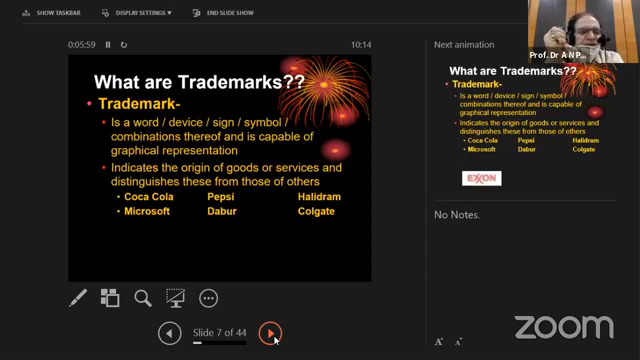 SHOW TASKBAR
DISPLAY SETTINGS ▾
END SLIDE SHOW
0:05:59
10:14
What are Trademarks??
• Trademark-
• Is a word / device / sign / symbol / combinations thereof and is capable of graphical representation
• Indicates the origin of goods or services and distinguishes these from those of others
• Coca Cola Pepsi Halidram
• Microsoft Dabur Colgate
Slide 7 of 44
Next animation
What are Trademarks??
• Trademark-
• Is a word / device / sign / symbol / combinations thereof and is capable of graphical representation
• Indicates the origin of goods or services and distinguishes these from those of others
• Coca Cola Pepsi Halidram
• Microsoft Dabur Colgate
EXXON
No Notes.
A A
Prof. Dr A N P...
zoom